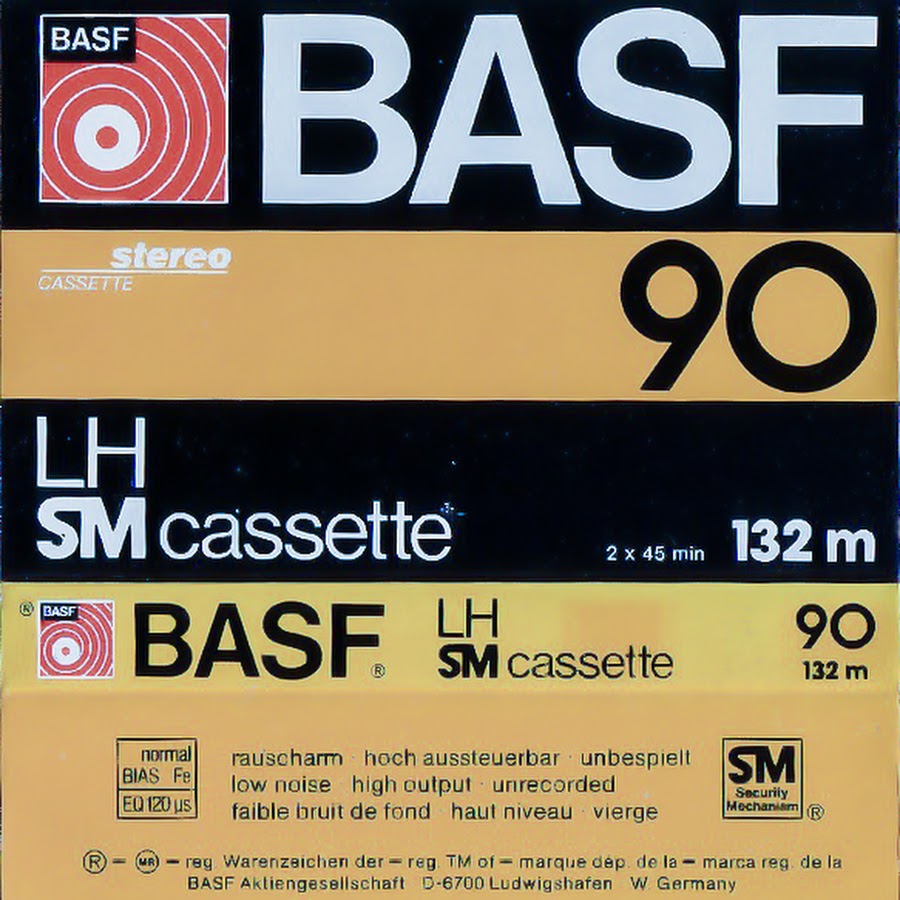 BASF
BASF
stereo
90
CASSETTE
LH
SM cassette
2 x 45 min 132 m
® BASF BASF ® LH 90
SM cassette 132 m
normal
BIAS Fe
EQ 120 µs
rauscharm · hoch aussteuerbar · unbespielt
low noise · high output · unrecorded
faible bruit de fond · haut niveau · vierge
SM
Security
Mechanism ®
® = MR = reg. Warenzeichen der = reg. TM of = marque dép. de la = marca reg. de la
BASF Aktiengesellschaft D-6700 Ludwigshafen W. Germany